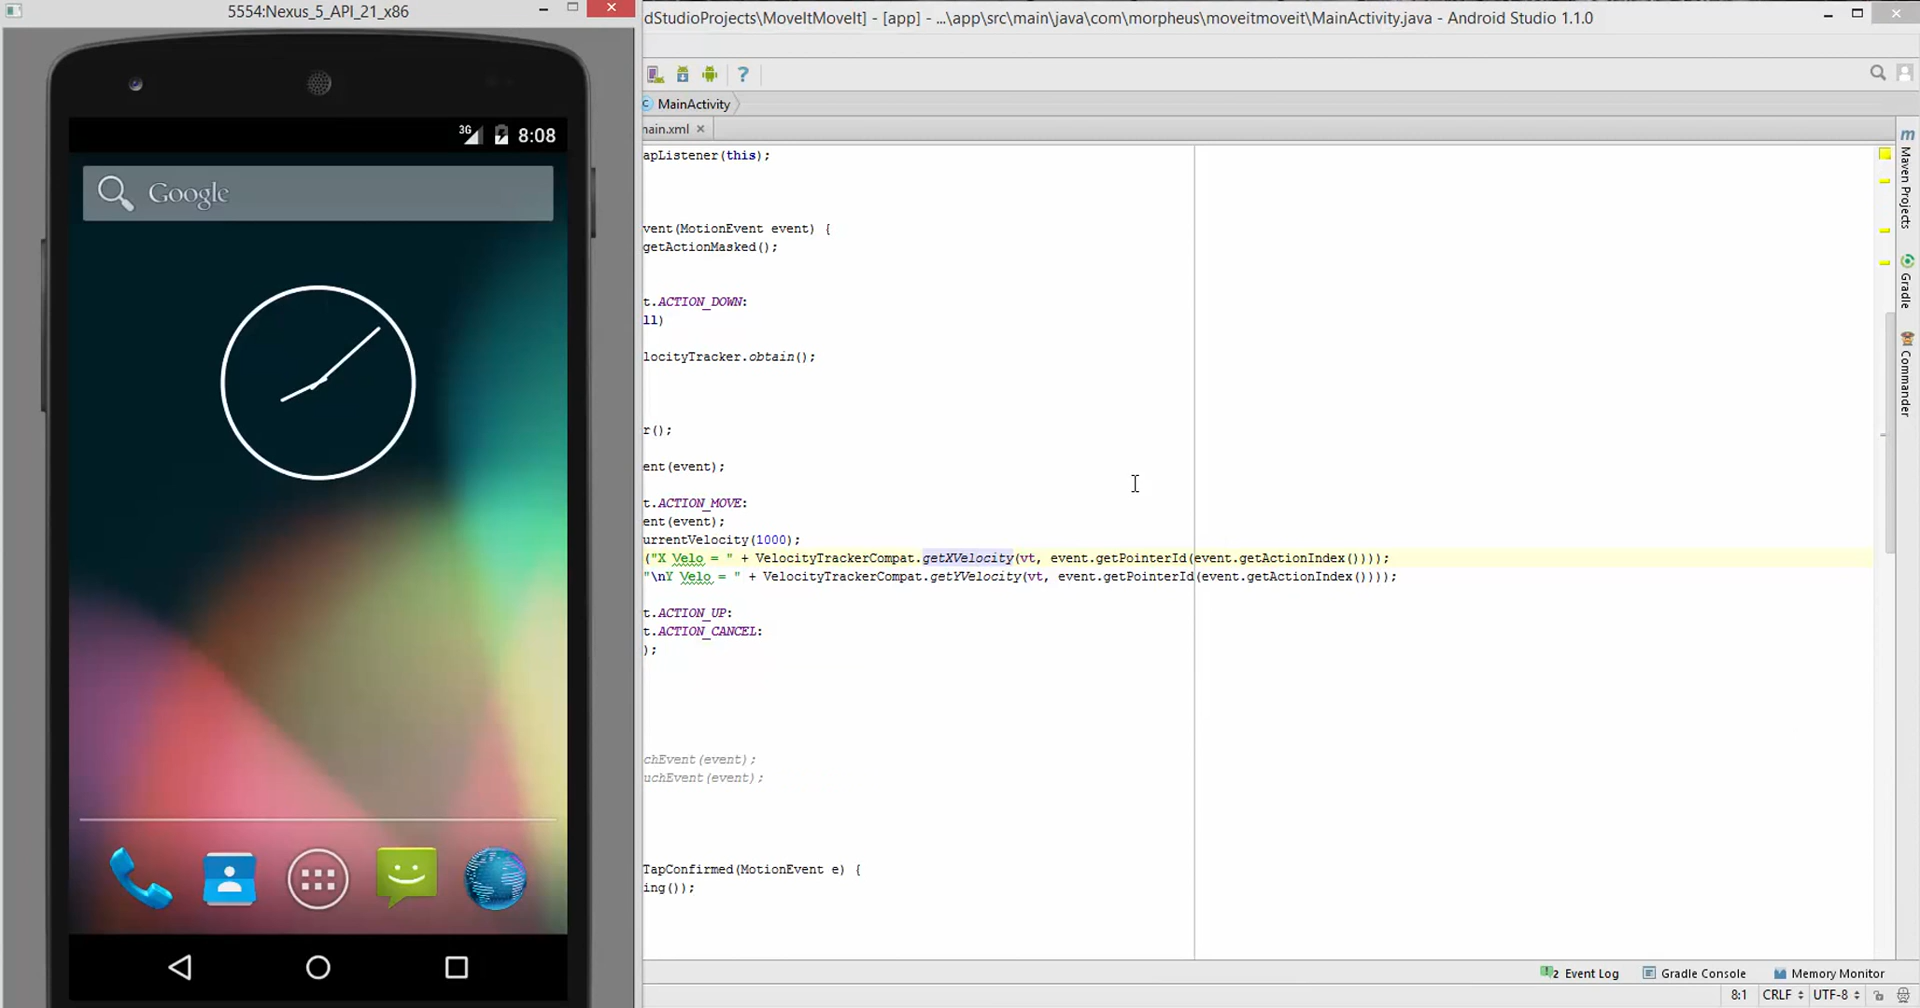 5554:Nexus_5_API_21_x86
3G 8:08
Google
dStudioProjects\MoveItMoveIt] - [app] - ...\app\src\main\java\com\morpheus\moveitmoveit\MainActivity.java - Android Studio 1.1.0
?
C MainActivity
main.xml ×
apListener(this);
vent(MotionEvent event) {
getActionMasked();
t.ACTION_DOWN:
ll)
locityTracker.obtain();
r();
ent(event);
t.ACTION_MOVE:
ent(event);
urrentVelocity(1000);
("X Velo = " + VelocityTrackerCompat.getXVelocity(vt, event.getPointerId(event.getActionIndex())));
"\nY Velo = " + VelocityTrackerCompat.getYVelocity(vt, event.getPointerId(event.getActionIndex())));
t.ACTION_UP:
t.ACTION_CANCEL:
);
chEvent(event);
uchEvent(event);
TapConfirmed(MotionEvent e) {
ing());
m Maven Projects
Gradle
Commander
2 Event Log
Gradle Console
Memory Monitor
8:1 CRLF UTF-8